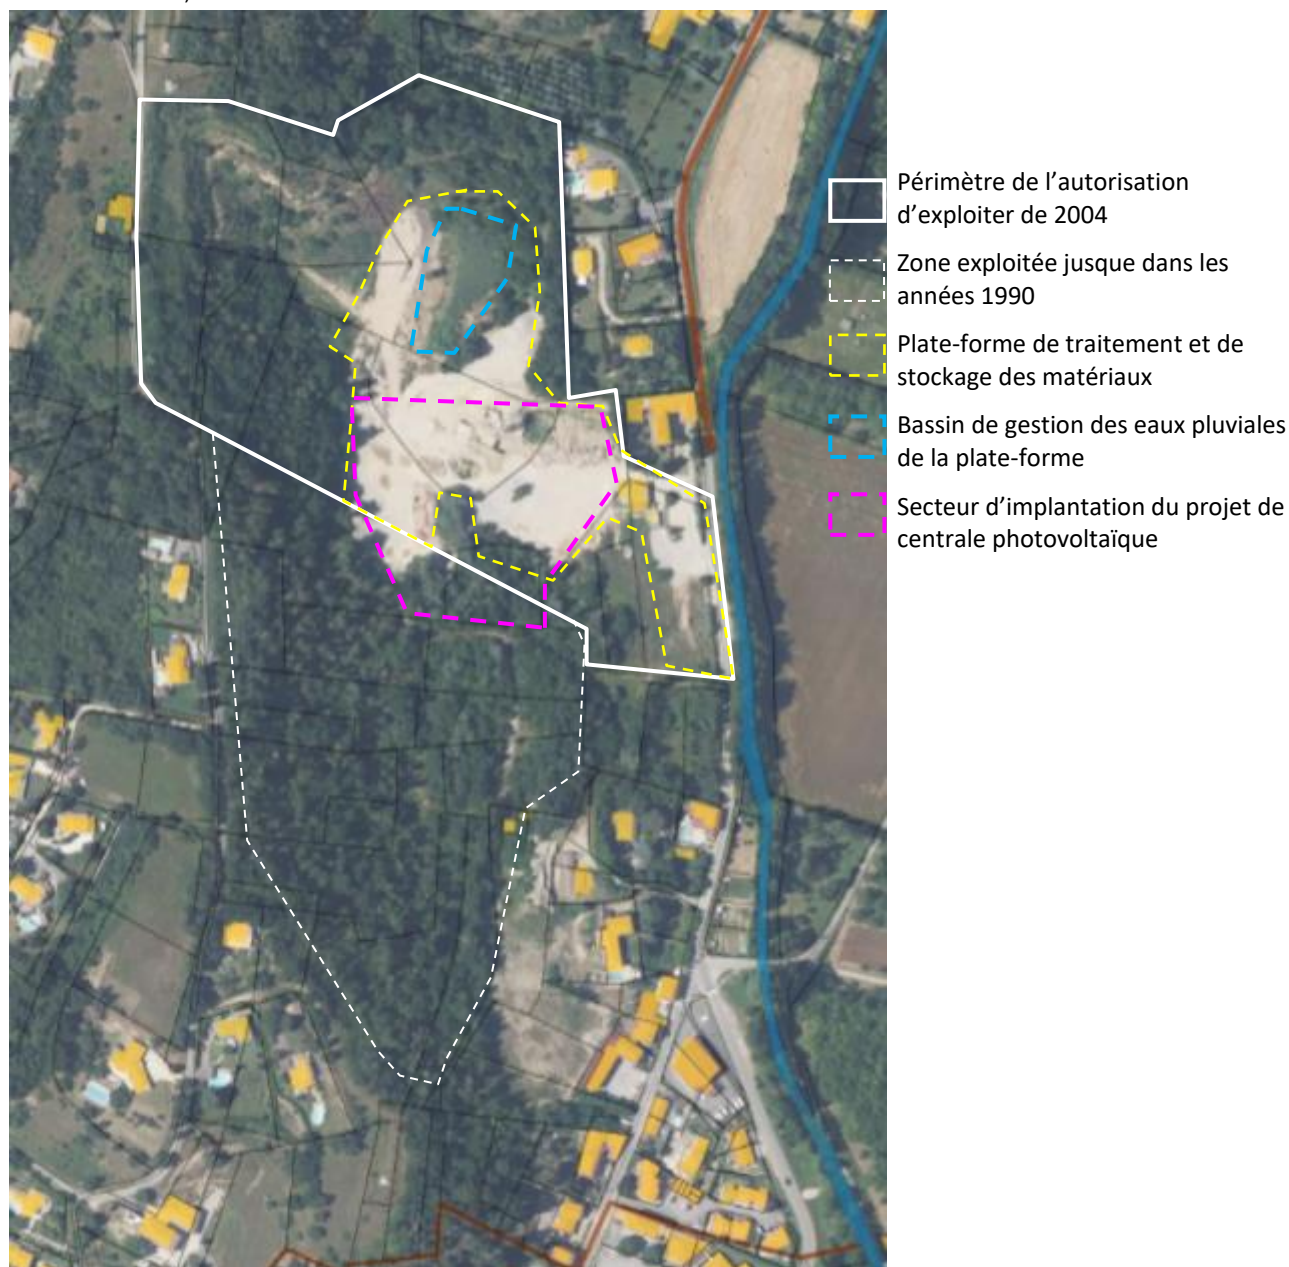 Périmètre de l’autorisation
d’exploiter de 2004
Zone exploitée jusque dans les
années 1990
Plate-forme de traitement et de
stockage des matériaux
Bassin de gestion des eaux pluviales
de la plate-forme
Secteur d’implantation du projet de
centrale photovoltaïque